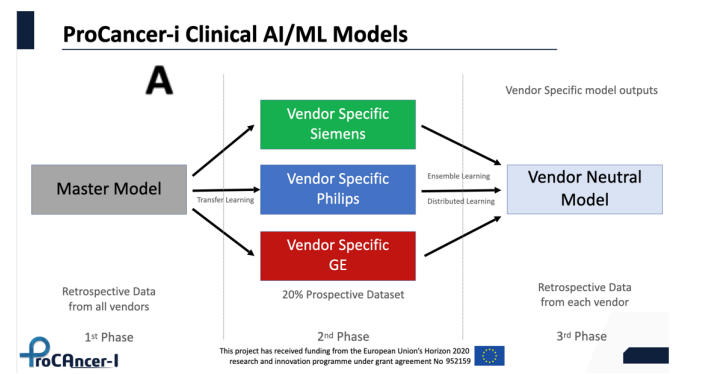 ProCancer-i Clinical AI/ML Models
A
Vendor Specific model outputs
Vendor Specific
Siemens
Master Model
Transfer Learning
Vendor Specific
Philips
Ensemble Learning
Distributed Learning
Vendor Neutral
Model
Vendor Specific
GE
Retrospective Data
from all vendors
20% Prospective Dataset
Retrospective Data
from each vendor
1st Phase
2nd Phase
3rd Phase
ProCAncer-I
This project has received funding from the European Union's Horizon 2020
research and innovation programme under grant agreement No 952159